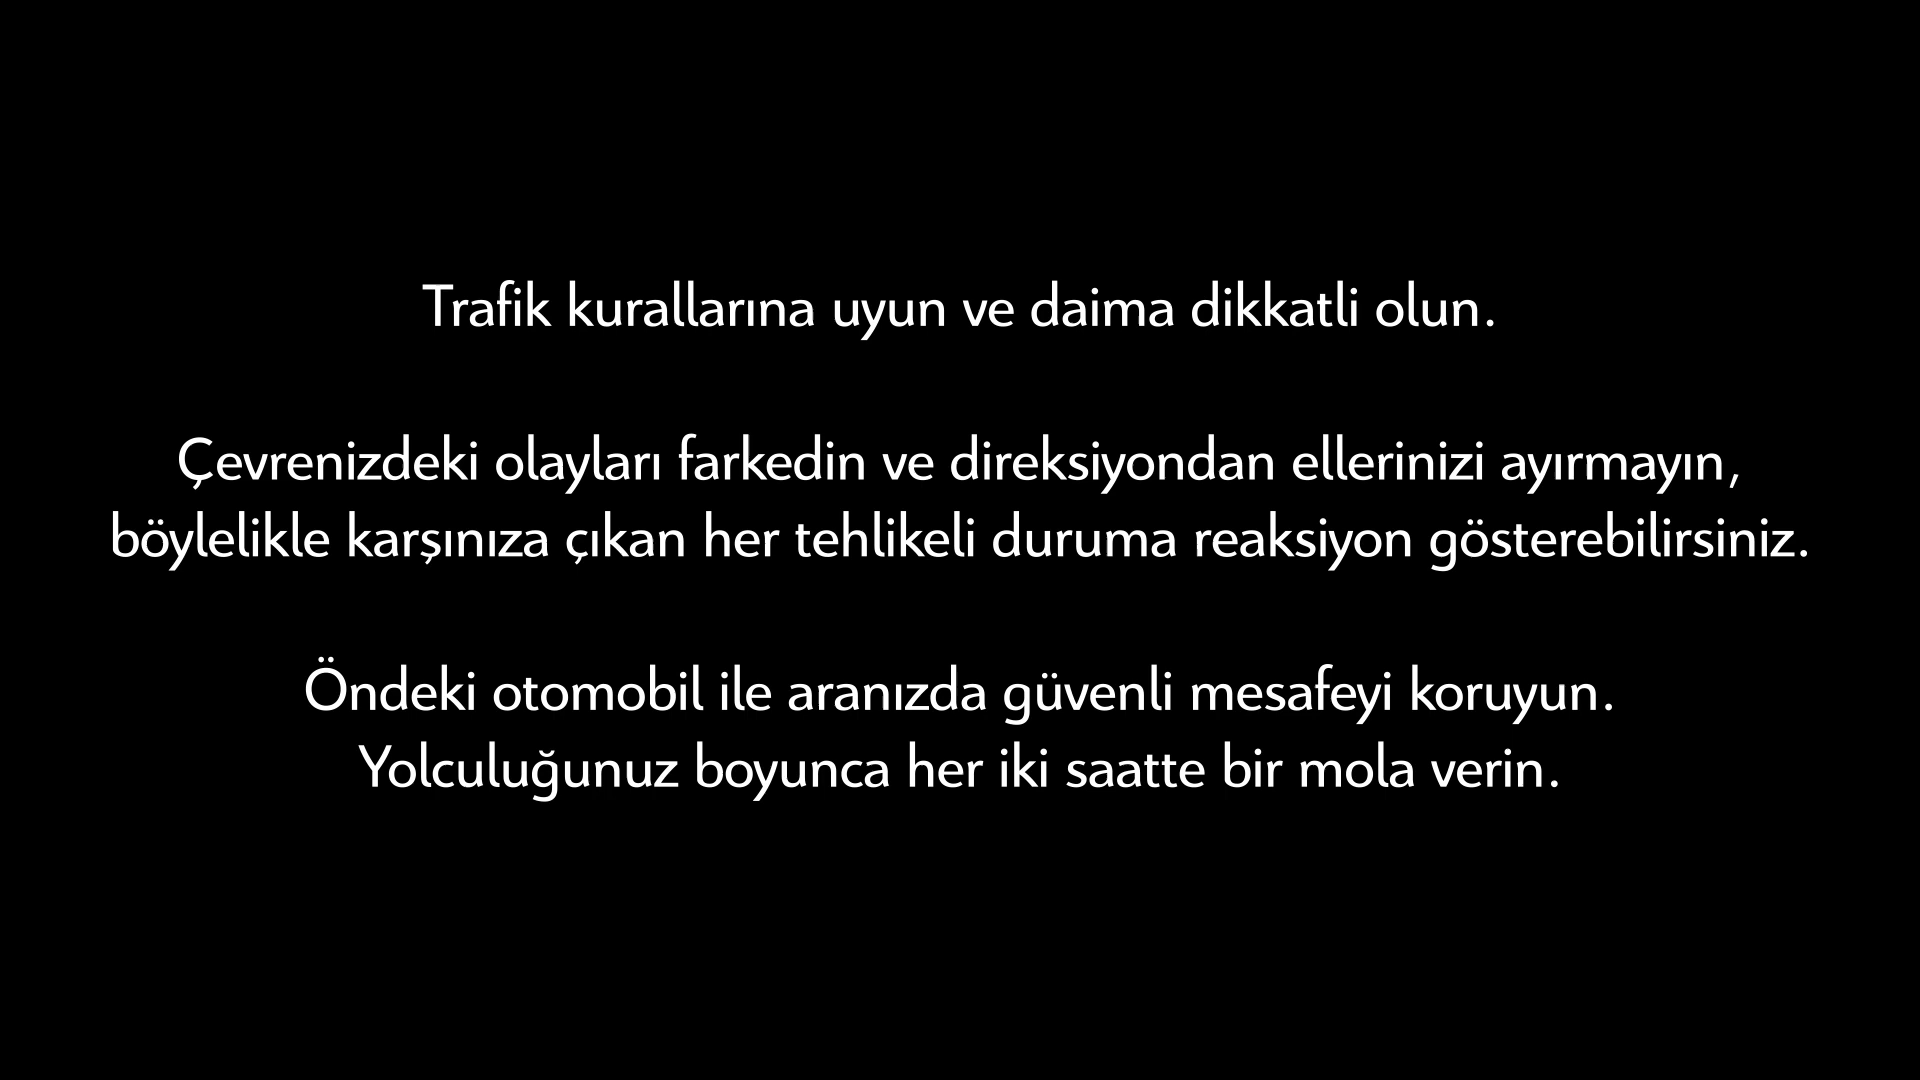 Trafik kurallarına uyun ve daima dikkatli olun.
Çevrenizdeki olayları farkedin ve direksiyondan ellerinizi ayırmayın,
böylelikle karşınıza çıkan her tehlikeli duruma reaksiyon gösterebilirsiniz.
Öndeki otomobil ile aranızda güvenli mesafeyi koruyun.
Yolculuğunuz boyunca her iki saatte bir mola verin.